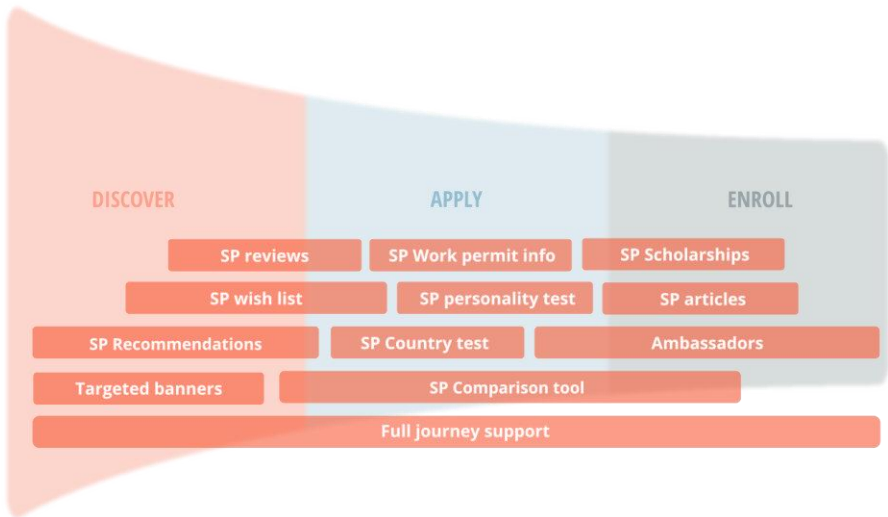 DISCOVER APPLY ENROLL
SP reviews SP Work permit info SP Scholarships
SP wish list SP personality test SP articles
SP Recommendations SP Country test Ambassadors
Targeted banners SP Comparison tool
Full journey support